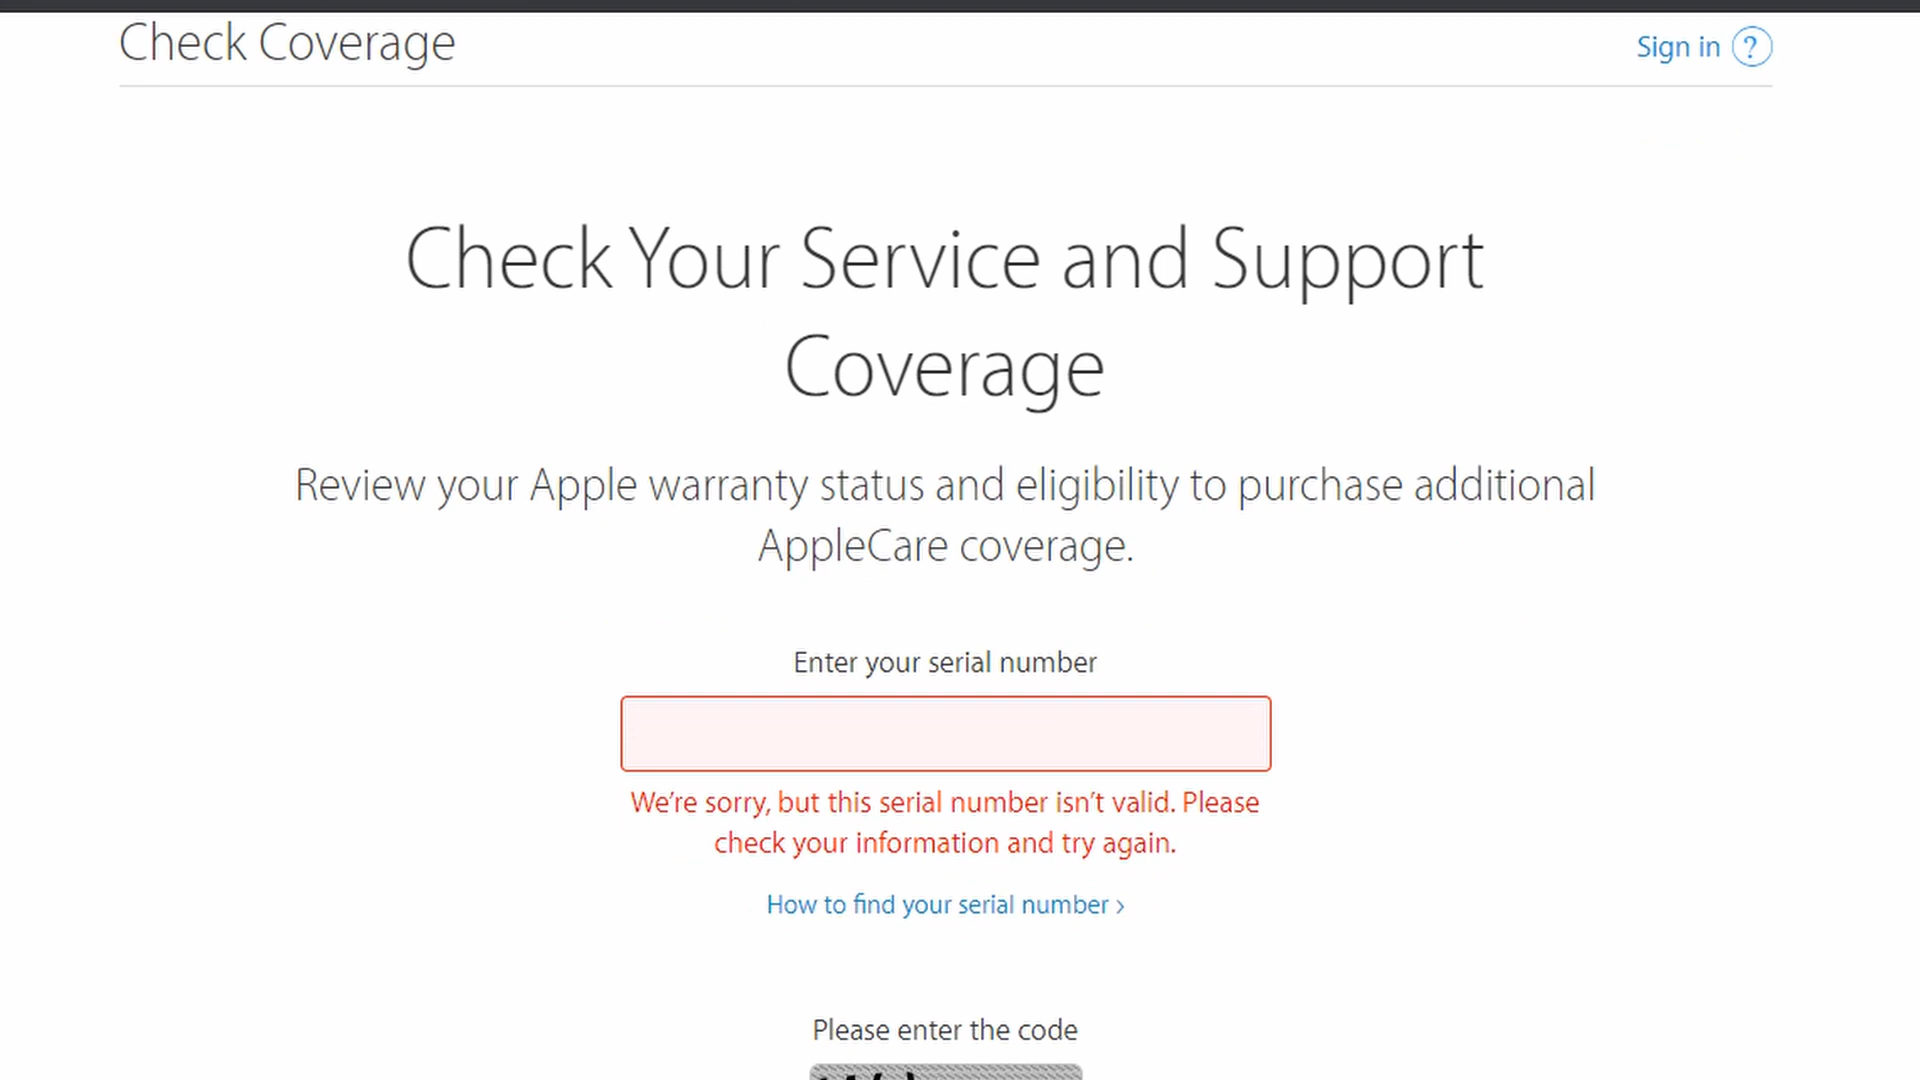 Check Coverage
Sign in ?
Check Your Service and Support
Coverage
Review your Apple warranty status and eligibility to purchase additional
AppleCare coverage.
Enter your serial number
We’re sorry, but this serial number isn’t valid. Please
check your information and try again.
How to find your serial number ›
Please enter the code